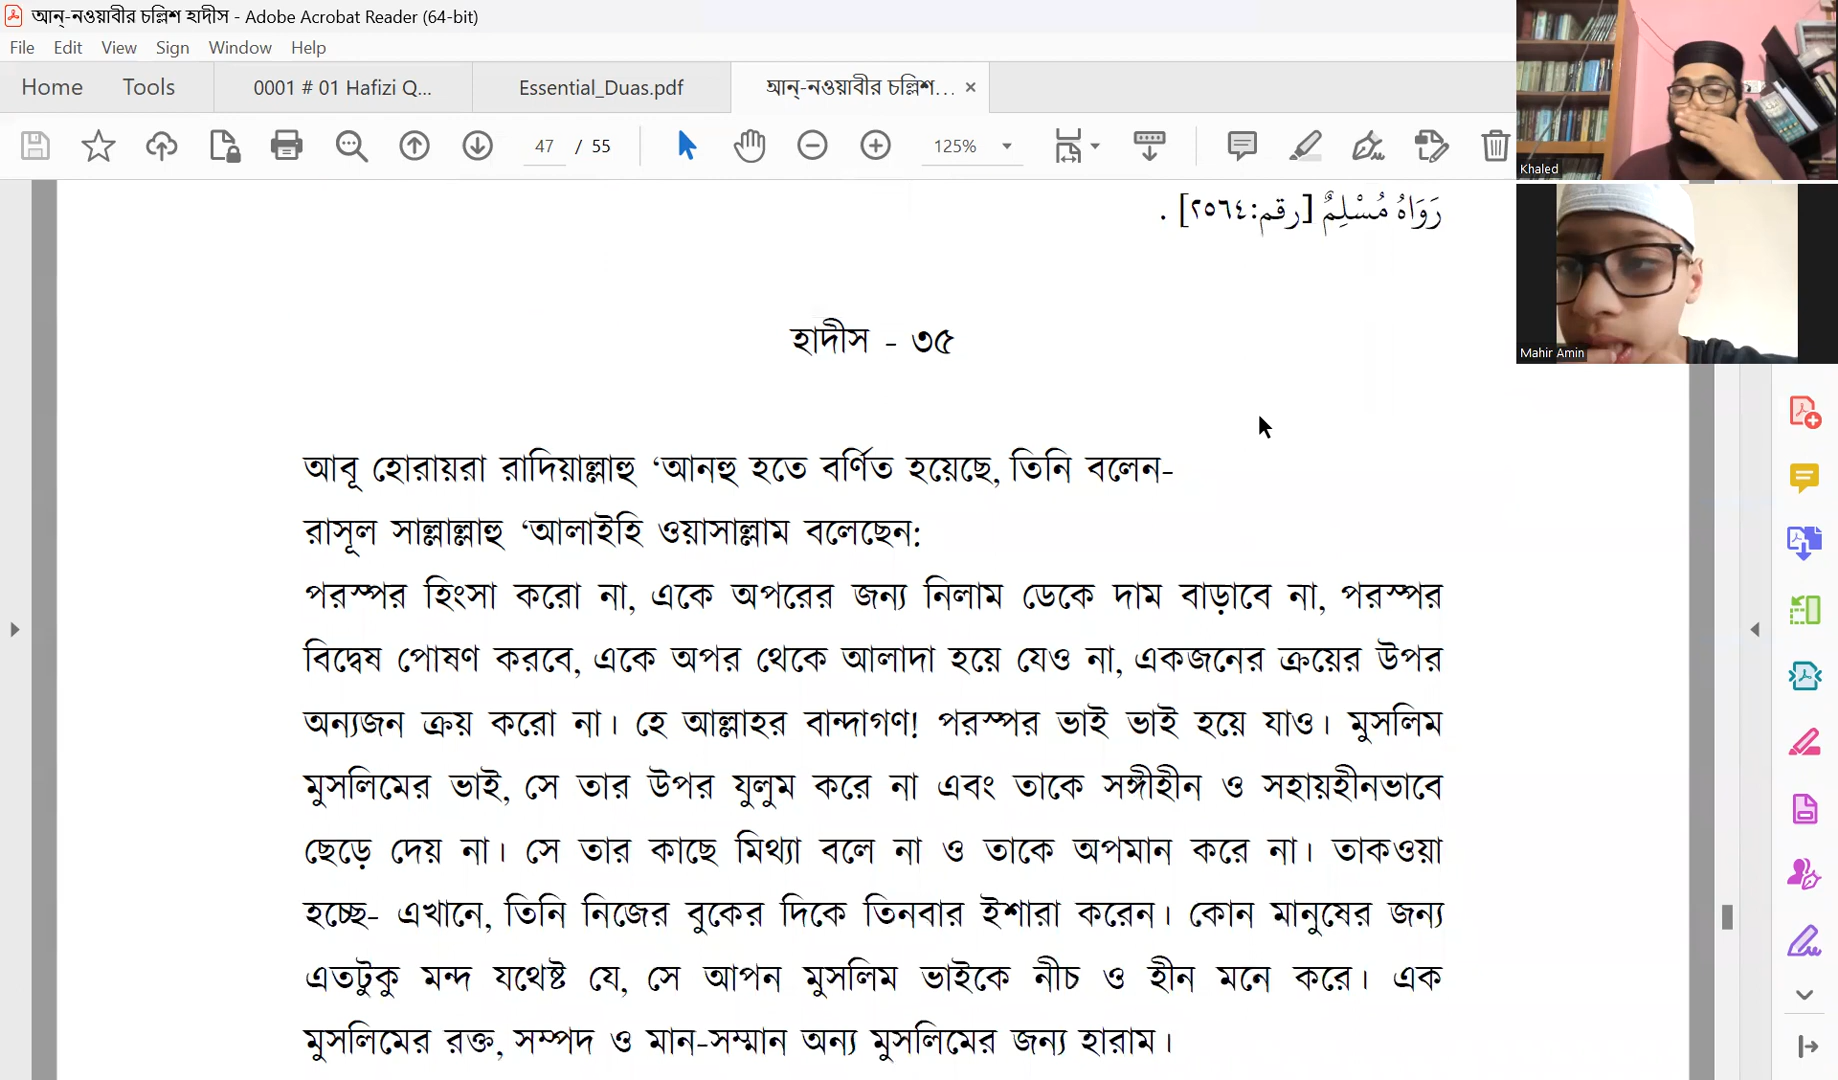 আন্-নওয়াবীর চল্লিশ হাদীস - Adobe Acrobat Reader (64-bit)
File Edit View Sign Window Help
Home Tools 0001 # 01 Hafizi Q... Essential_Duas.pdf আন্-নওয়াবীর চল্লিশ... ×
47 / 55 125%
Khaled
Mahir Amin
رَوَاهُ مُسْلِمٌ [رقم:٢٥٦٤] .
হাদীস - ৩৫
আবূ হোরায়রা রাদিয়াল্লাহু ‘আনহু হতে বর্ণিত হয়েছে, তিনি বলেন-
রাসূল সাল্লাল্লাহু ‘আলাইহি ওয়াসাল্লাম বলেছেন:
পরস্পর হিংসা করো না, একে অপরের জন্য নিলাম ডেকে দাম বাড়াবে না, পরস্পর
বিদ্বেষ পোষণ করবে, একে অপর থেকে আলাদা হয়ে যেও না, একজনের ক্রয়ের উপর
অন্যজন ক্রয় করো না। হে আল্লাহর বান্দাগণ! পরস্পর ভাই ভাই হয়ে যাও। মুসলিম
মুসলিমের ভাই, সে তার উপর যুলুম করে না এবং তাকে সঙ্গীহীন ও সহায়হীনভাবে
ছেড়ে দেয় না। সে তার কাছে মিথ্যা বলে না ও তাকে অপমান করে না। তাকওয়া
হচ্ছে- এখানে, তিনি নিজের বুকের দিকে তিনবার ইশারা করেন। কোন মানুষের জন্য
এতটুকু মন্দ যথেষ্ট যে, সে আপন মুসলিম ভাইকে নীচ ও হীন মনে করে। এক
মুসলিমের রক্ত, সম্পদ ও মান-সম্মান অন্য মুসলিমের জন্য হারাম।